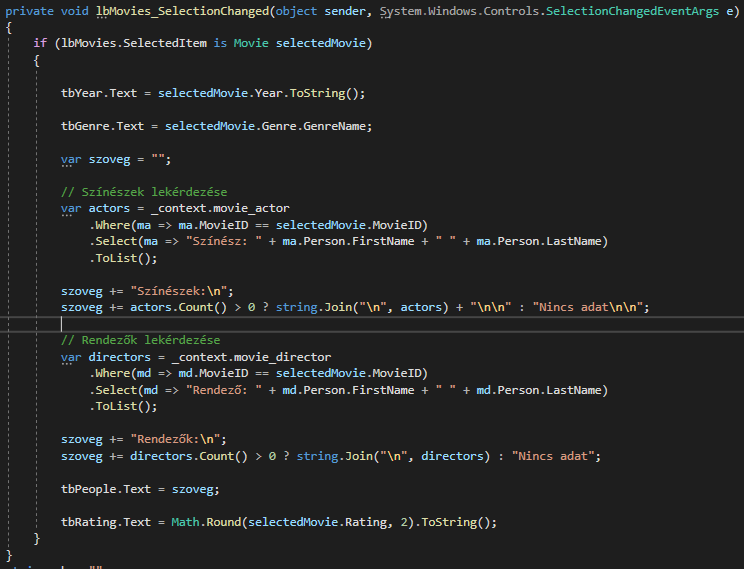 private void lbMovies_SelectionChanged(object sender, System.Windows.Controls.SelectionChangedEventArgs e)
{
if (lbMovies.SelectedItem is Movie selectedMovie)
{
tbYear.Text = selectedMovie.Year.ToString();
tbGenre.Text = selectedMovie.Genre.GenreName;
var szoveg = "";
// Színészek lekérdezése
var actors = _context.movie_actor
.Where(ma => ma.MovieID == selectedMovie.MovieID)
.Select(ma => "Színész: " + ma.Person.FirstName + " " + ma.Person.LastName)
.ToList();
szoveg += "Színészek:\n";
szoveg += actors.Count() > 0 ? string.Join("\n", actors) + "\n\n" : "Nincs adat\n\n";
// Rendezők lekérdezése
var directors = _context.movie_director
.Where(md => md.MovieID == selectedMovie.MovieID)
.Select(md => "Rendező: " + md.Person.FirstName + " " + md.Person.LastName)
.ToList();
szoveg += "Rendezők:\n";
szoveg += directors.Count() > 0 ? string.Join("\n", directors) : "Nincs adat";
tbPeople.Text = szoveg;
tbRating.Text = Math.Round(selectedMovie.Rating, 2).ToString();
}
}